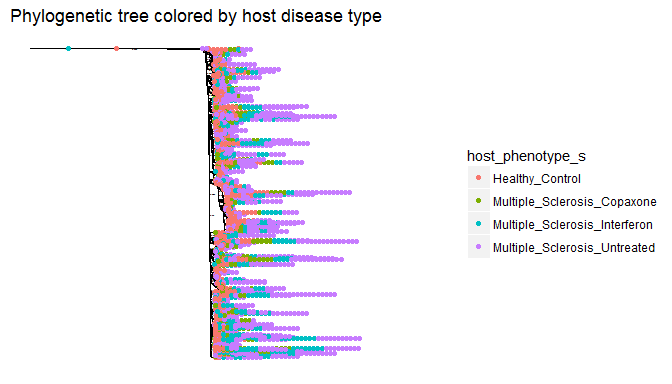 Phylogenetic tree colored by host disease type
host_phenotype_s
Healthy_Control
Multiple_Sclerosis_Copaxone
Multiple_Sclerosis_Interferon
Multiple_Sclerosis_Untreated